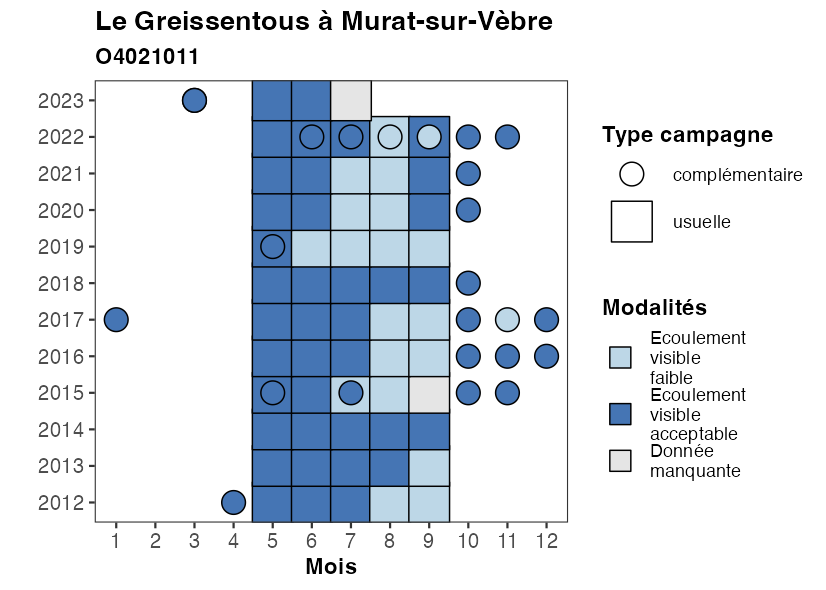 Le Greissentous à Murat-sur-Vèbre
O4021011
2023
2022
2021
2020
2019
2018
2017
2016
2015
2014
2013
2012
1 2 3 4 5 6 7 8 9 10 11 12
Mois
Type campagne
complémentaire
usuelle
Modalités
Ecoulement
visible
faible
Ecoulement
visible
acceptable
Donnée
manquante